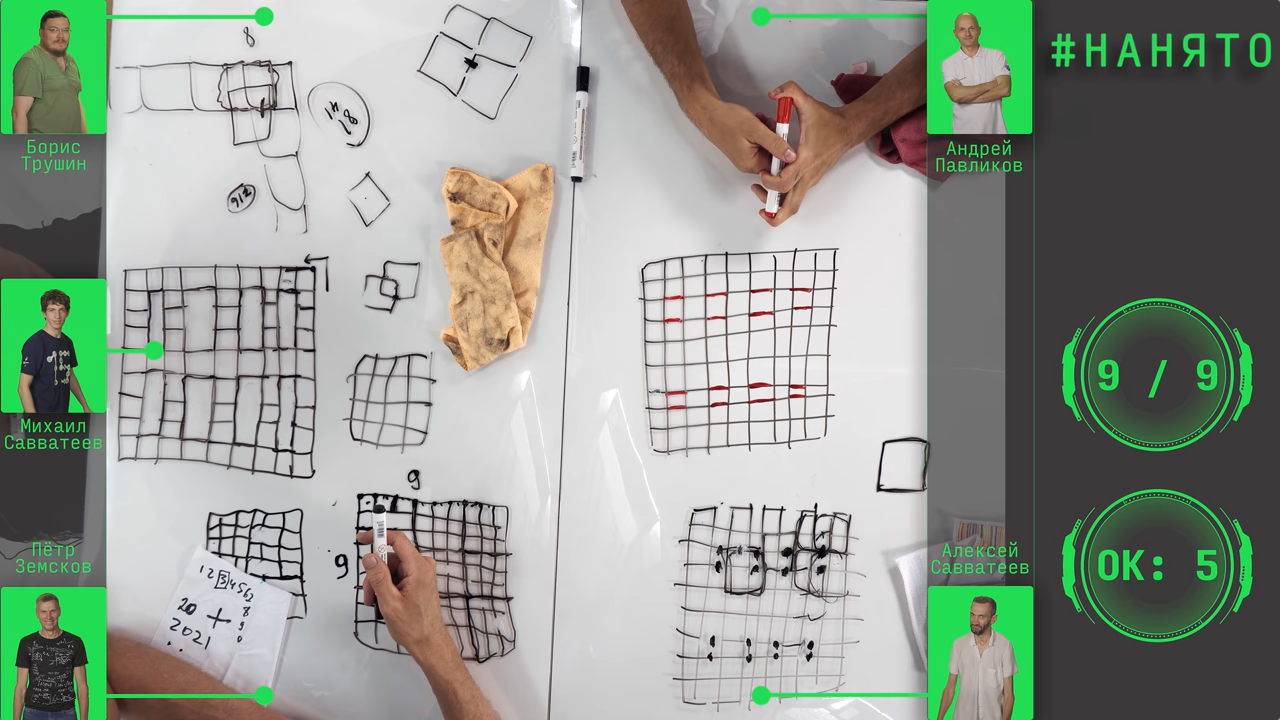 #НАНЯТО
Борис
Трушин
Андрей
Павликов
Михаил
Савватеев
Пётр
Земсков
Алексей
Савватеев
9 / 9
OK: 5
8
9
9
20
2021